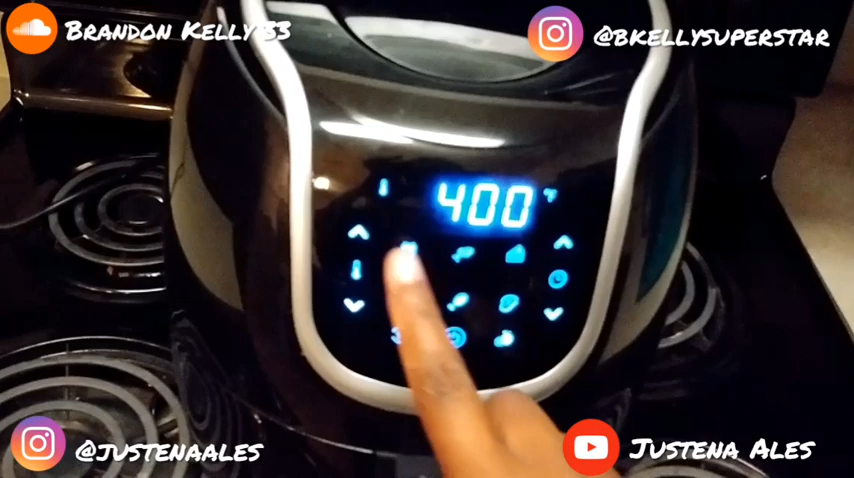 Brandon Kelly 33
@bkellysuperstar
400 °F
@justenaales
Justena Ales